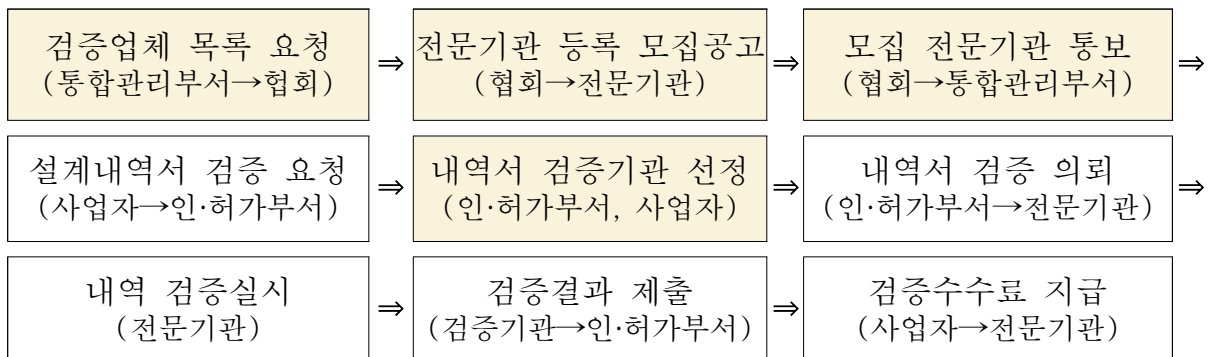 검증업체 목록 요청 ⇒ 전문기관 등록 모집공고 ⇒ 모집 전문기관 통보 ⇒
(통합관리부서→협회) (협회→전문기관) (협회→통합관리부서)
설계내역서 검증 요청 ⇒ 내역서 검증기관 선정 ⇒ 내역서 검증 의뢰 ⇒
(사업자→인·허가부서) (인·허가부서, 사업자) (인·허가부서→전문기관)
내역 검증실시 ⇒ 검증결과 제출 ⇒ 검증수수료 지급
(전문기관) (검증기관→인·허가부서) (사업자→전문기관)